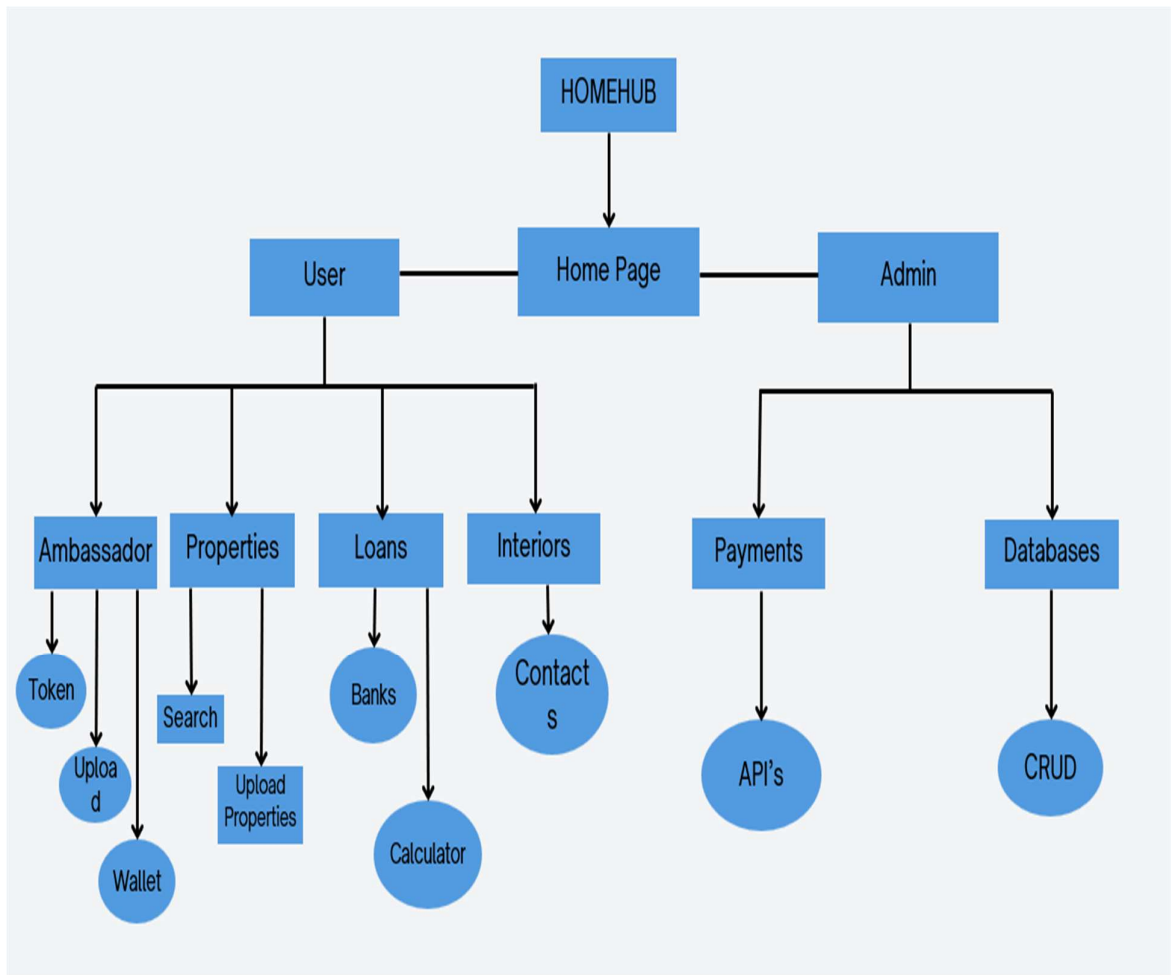 HOMEHUB
User
Home Page
Admin
Ambassador
Properties
Loans
Interiors
Payments
Databases
Token
Search
Banks
Contact
s
Uploa
d
Upload
Properties
API's
CRUD
Wallet
Calculator